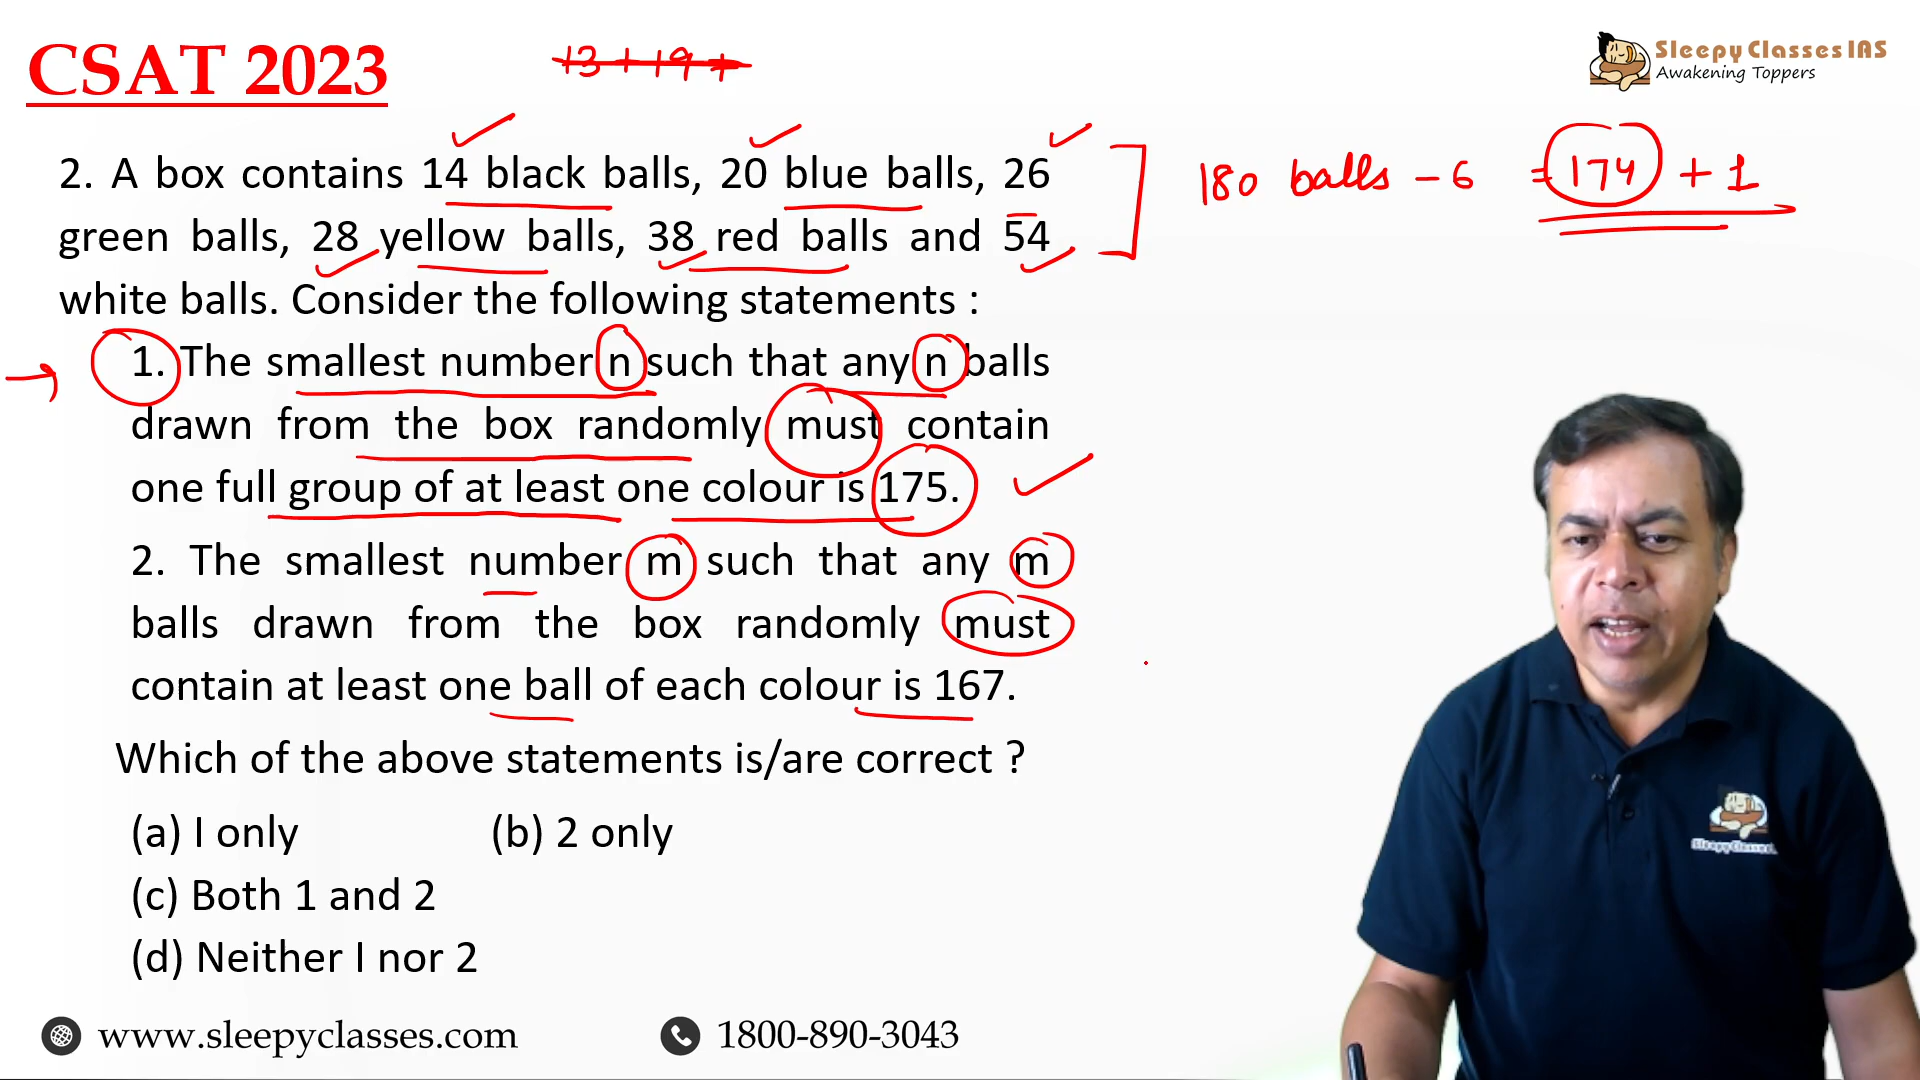 CSAT 2023
13 + 19 +
Sleepy Classes IAS
Awakening Toppers
2. A box contains 14 black balls, 20 blue balls, 26
green balls, 28 yellow balls, 38 red balls and 54
white balls. Consider the following statements :
180 balls - 6 = 174 + 1
1. The smallest number n such that any n balls
drawn from the box randomly must contain
one full group of at least one colour is 175.
2. The smallest number m such that any m
balls drawn from the box randomly must
contain at least one ball of each colour is 167.
Which of the above statements is/are correct ?
(a) I only (b) 2 only
(c) Both 1 and 2
(d) Neither I nor 2
SleepyClasses
www.sleepyclasses.com 1800-890-3043